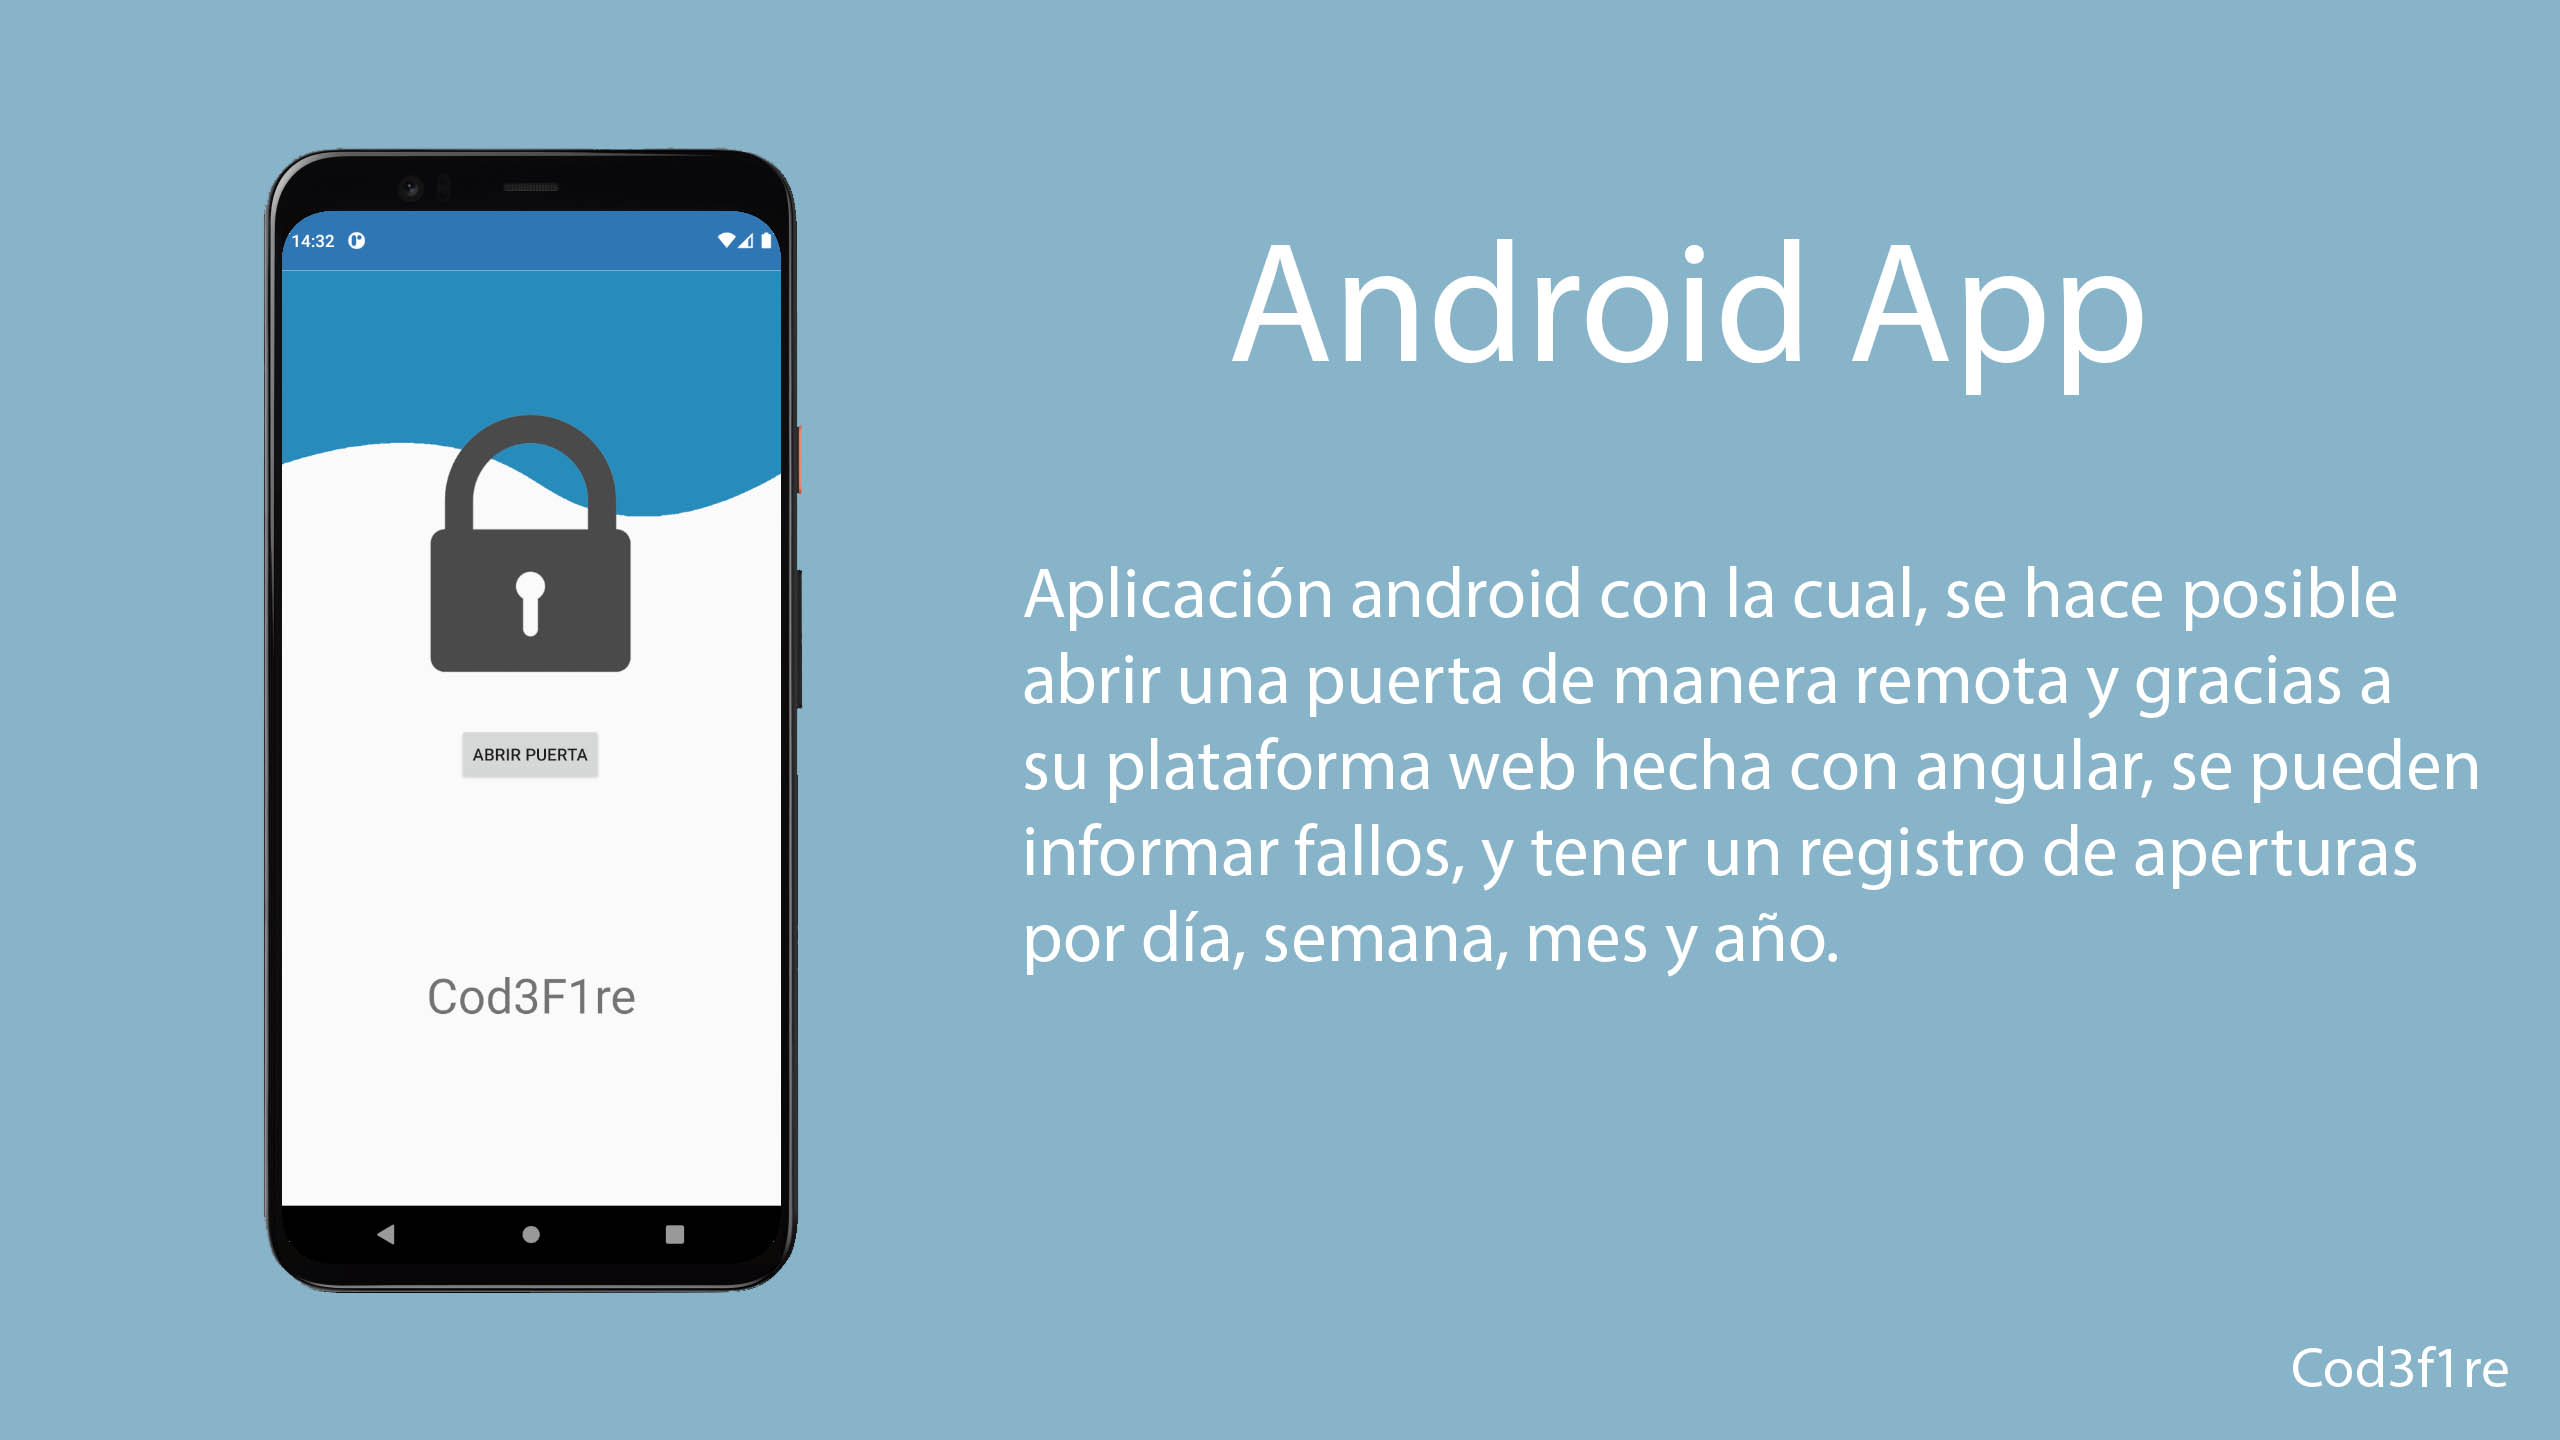 14:32
ABRIR PUERTA
Cod3F1re
Android App
Aplicación android con la cual, se hace posible
abrir una puerta de manera remota y gracias a
su plataforma web hecha con angular, se pueden
informar fallos, y tener un registro de aperturas
por día, semana, mes y año.
Cod3f1re